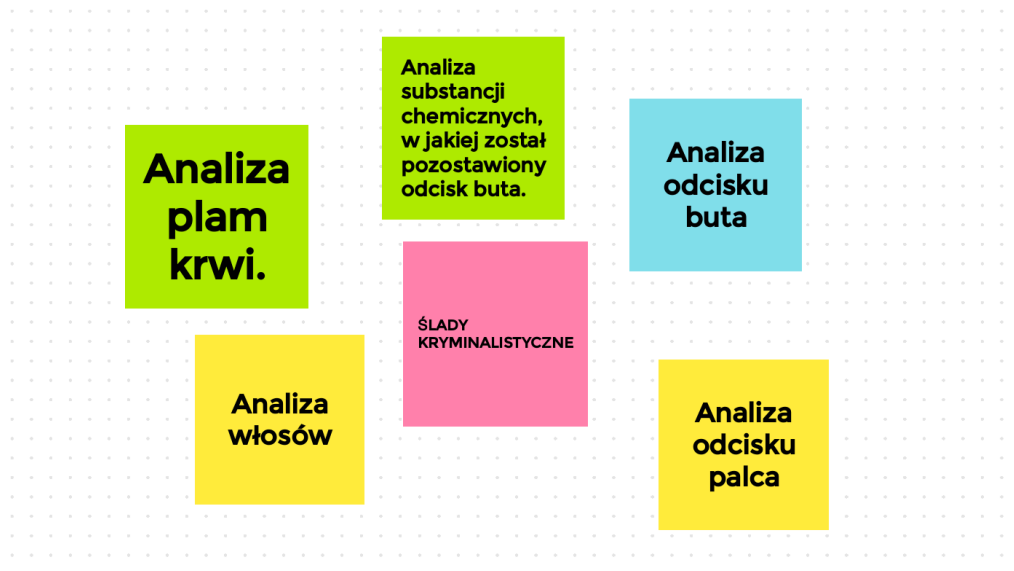 Analiza
substancji
chemicznych,
w jakiej został
pozostawiony
odcisk buta.
Analiza
plam
krwi.
Analiza
odcisku
buta
ŚLADY
KRYMINALISTYCZNE
Analiza
włosów
Analiza
odcisku
palca